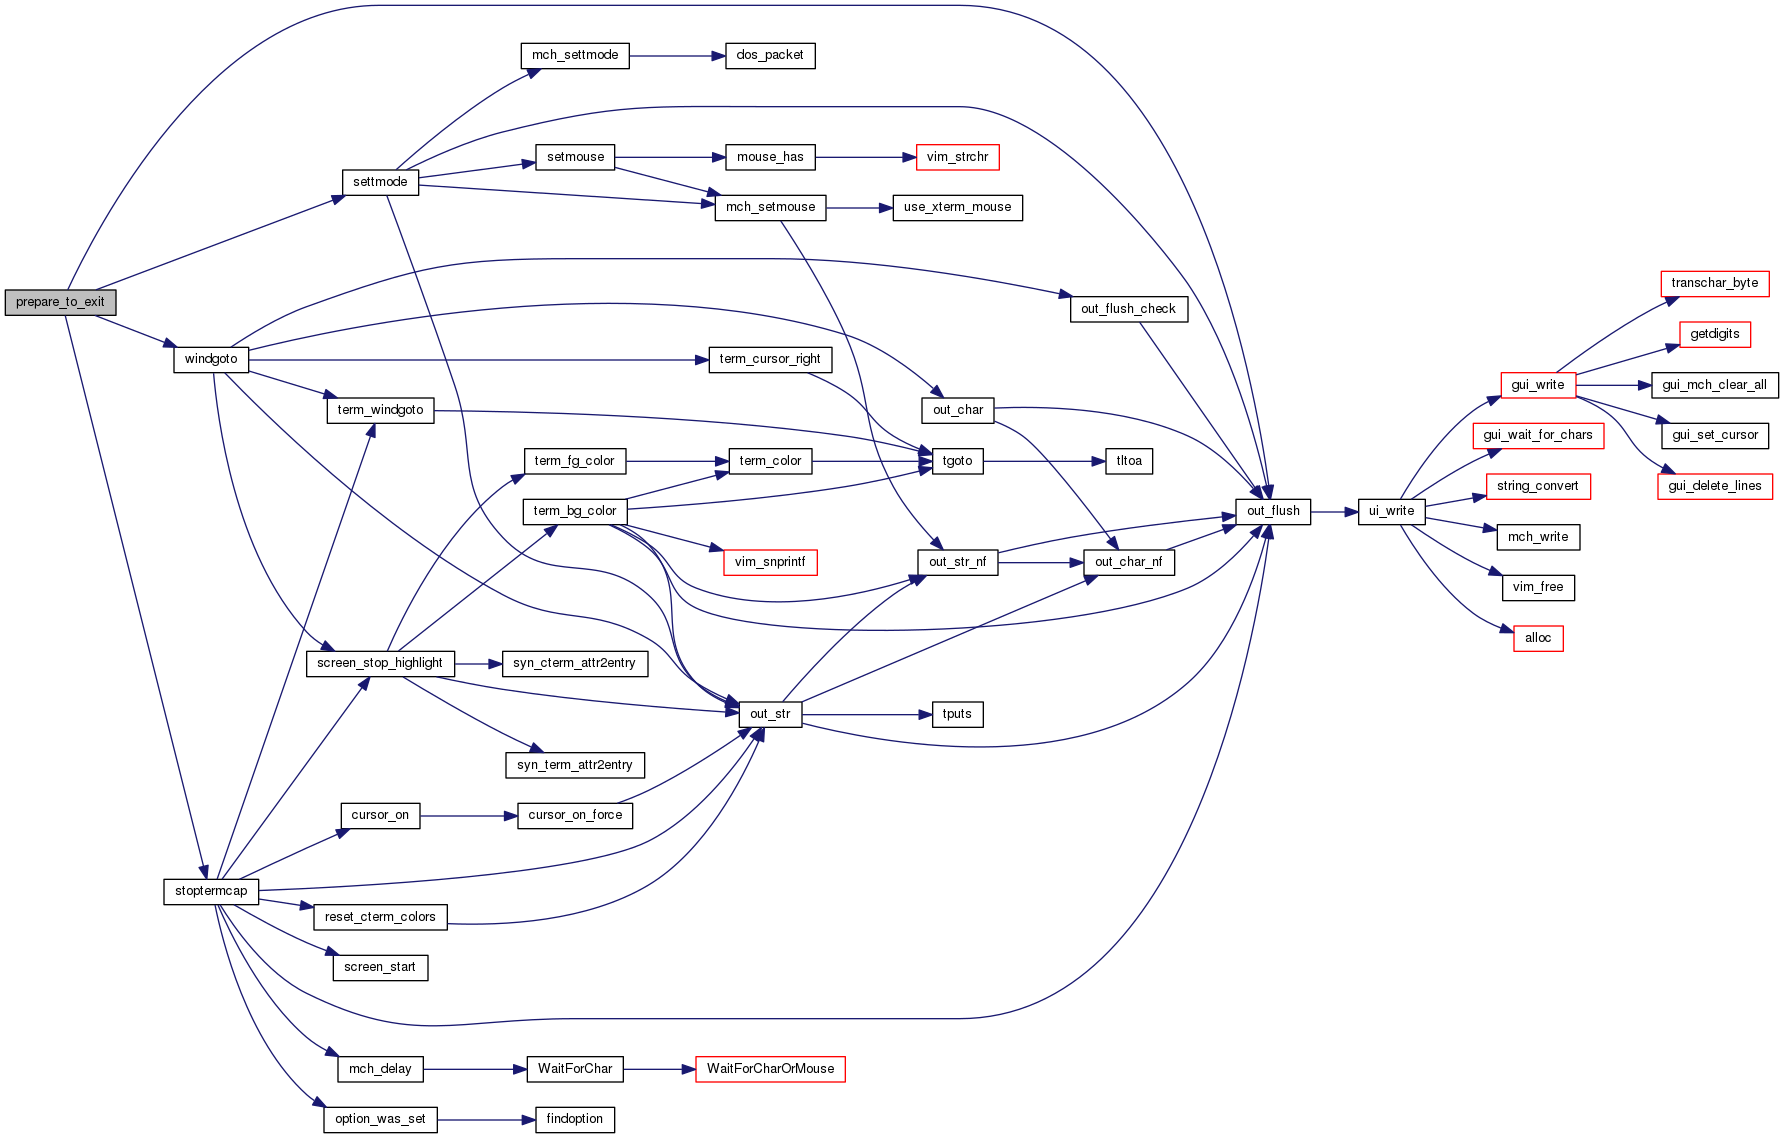 mch_settmode
dos_packet
setmouse
mouse_has
vim_strchr
settmode
mch_setmouse
use_xterm_mouse
prepare_to_exit
out_flush_check
transchar_byte
getdigits
windgoto
term_cursor_right
gui_write
gui_mch_clear_all
term_windgoto
out_char
gui_wait_for_chars
gui_set_cursor
term_fg_color
term_color
tgoto
tltoa
string_convert
gui_delete_lines
term_bg_color
out_flush
ui_write
mch_write
vim_snprintf
out_str_nf
out_char_nf
vim_free
alloc
screen_stop_highlight
syn_cterm_attr2entry
out_str
tputs
syn_term_attr2entry
cursor_on
cursor_on_force
stoptermcap
reset_cterm_colors
screen_start
mch_delay
WaitForChar
WaitForCharOrMouse
option_was_set
findoption